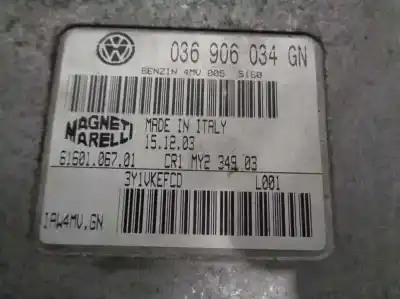 036 906 034 GN
BENZIN 4MV 005 S160
MAGNETI MARELLI
MADE IN ITALY
15.12.03
61601.067.01 CR1 MY2 349 03
3Y1VKEFCD L001
IAW4MV.GN